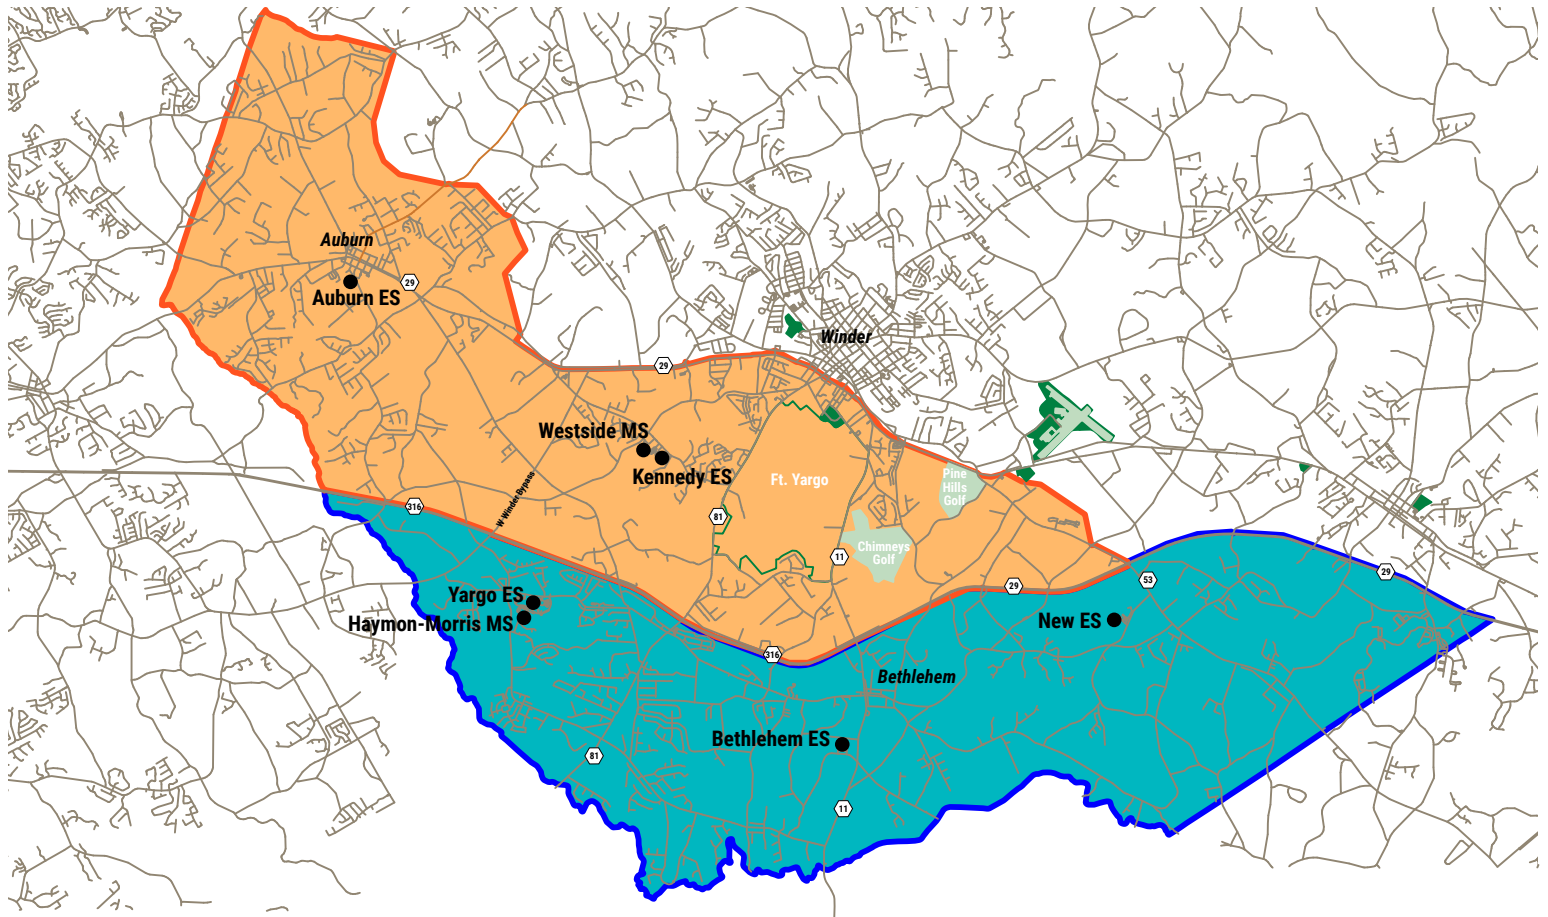 Auburn
29
Auburn ES
Winder
29
Westside MS
Kennedy ES
Ft. Yargo
Pine
Hills
Golf
316
W Winder Bypass
81
11
Chimneys
Golf
29
53
29
Yargo ES
Haymon-Morris MS
New ES
316
Bethlehem
Bethlehem ES
81
11